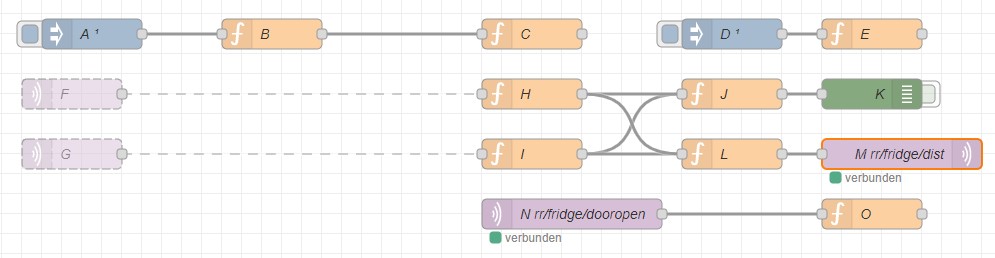 A ¹
B
C
D ¹
E
F
H
J
K
G
I
L
M rr/fridge/dist
verbunden
N rr/fridge/dooropen
O
verbunden